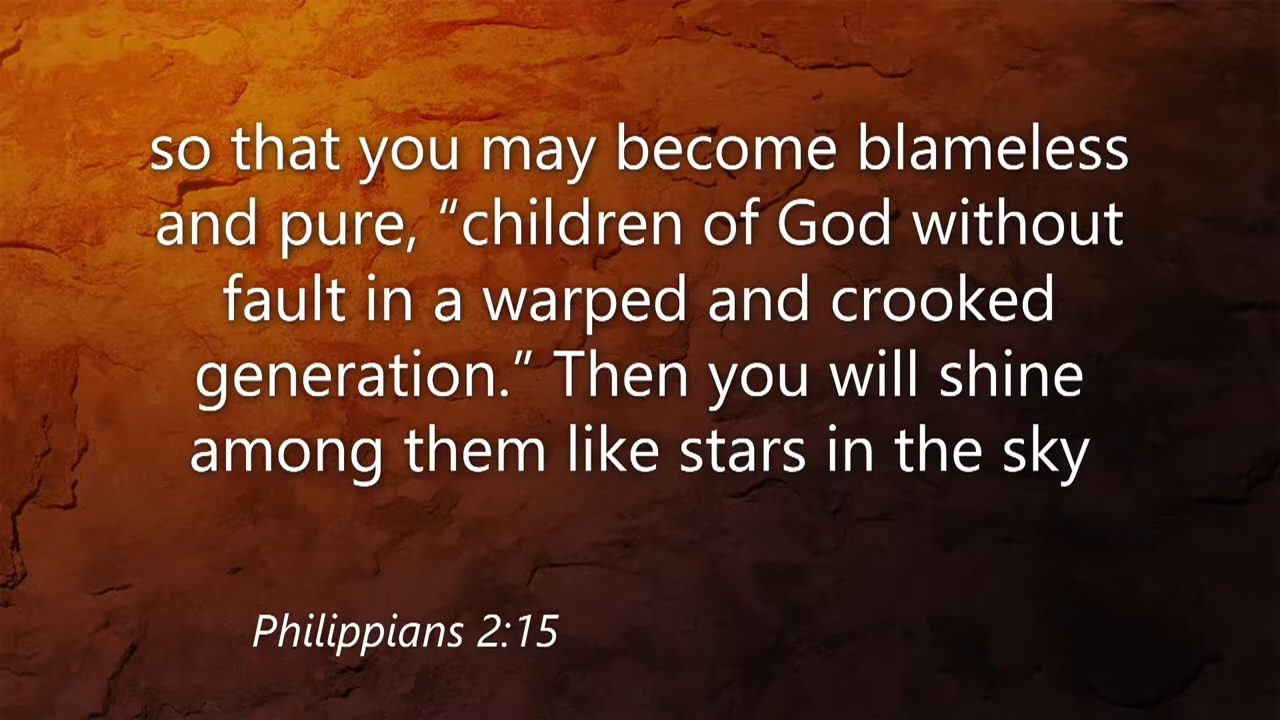 so that you may become blameless
and pure, “children of God without
fault in a warped and crooked
generation.” Then you will shine
among them like stars in the sky
Philippians 2:15